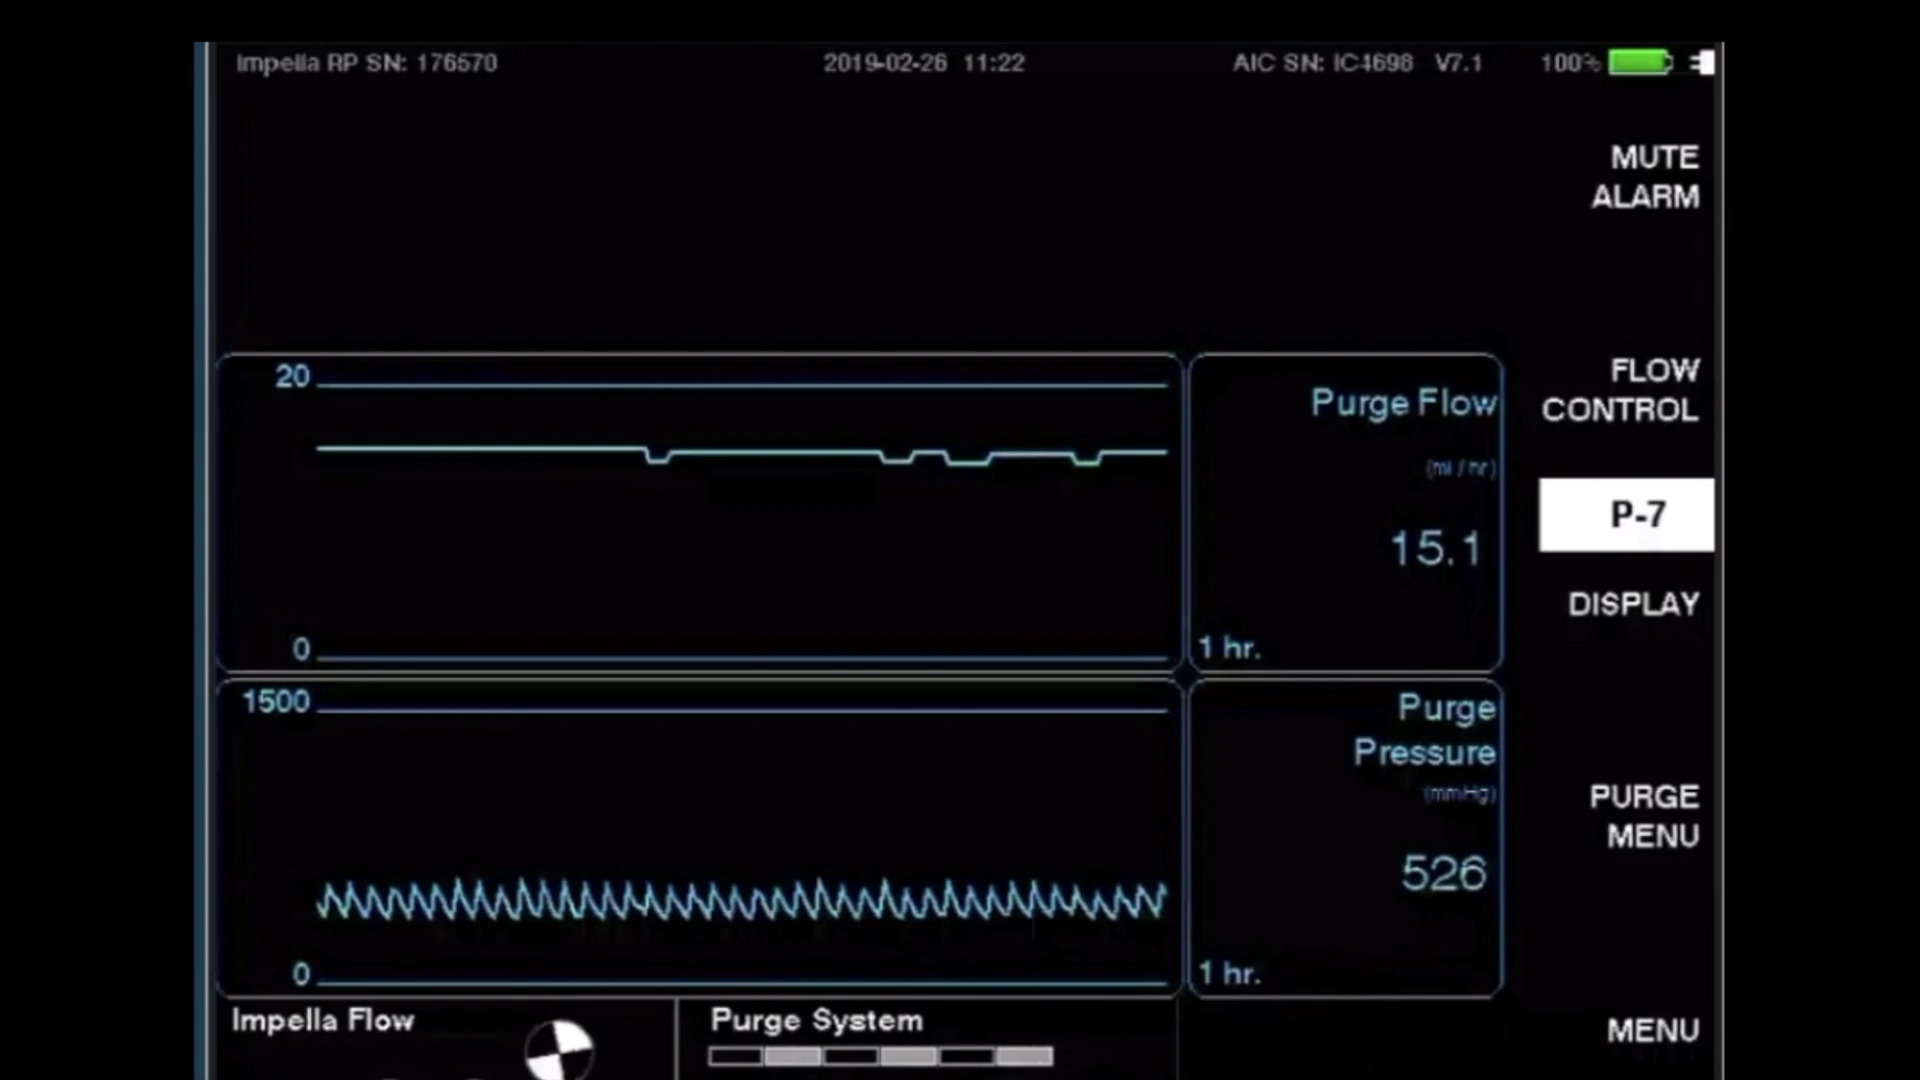 Impella RP SN: 176570
2019-02-26 11:22
AIC SN: IC4698 V7.1
100%
MUTE
ALARM
20
Purge Flow
(ml / hr)
15.1
0
1 hr.
FLOW
CONTROL
P-7
DISPLAY
1500
Purge
Pressure
(mmHg)
526
0
1 hr.
PURGE
MENU
Impella Flow
Purge System
MENU